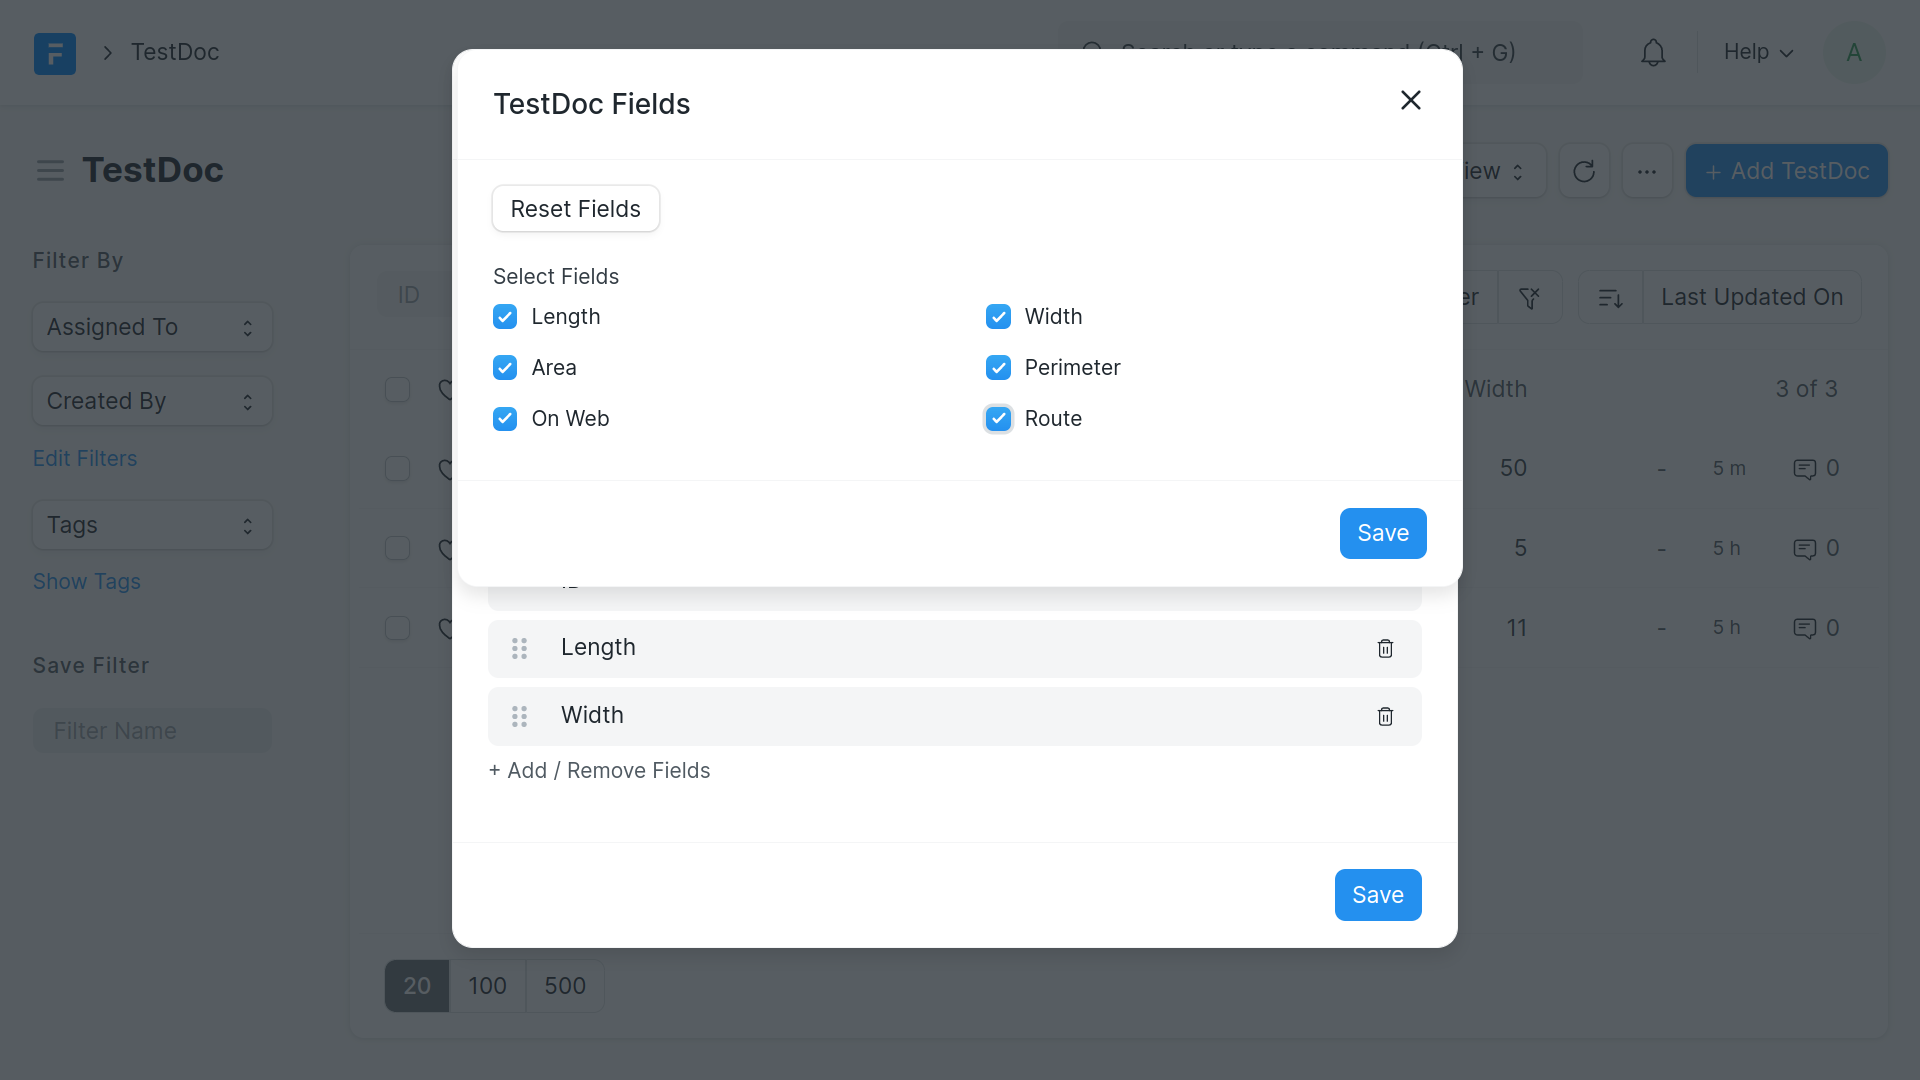 TestDoc
Search or type a command (Ctrl + G)
Help
A
TestDoc
Add TestDoc
Filter By
Assigned To
Created By
Edit Filters
Tags
Show Tags
Save Filter
Filter Name
ID
Last Updated On
Width
3 of 3
50 - 5 m 0
5 - 5 h 0
11 - 5 h 0
20 100 500
TestDoc Fields
Reset Fields
Select Fields
Length Width
Area Perimeter
On Web Route
Save
Length
Width
+ Add / Remove Fields
Save